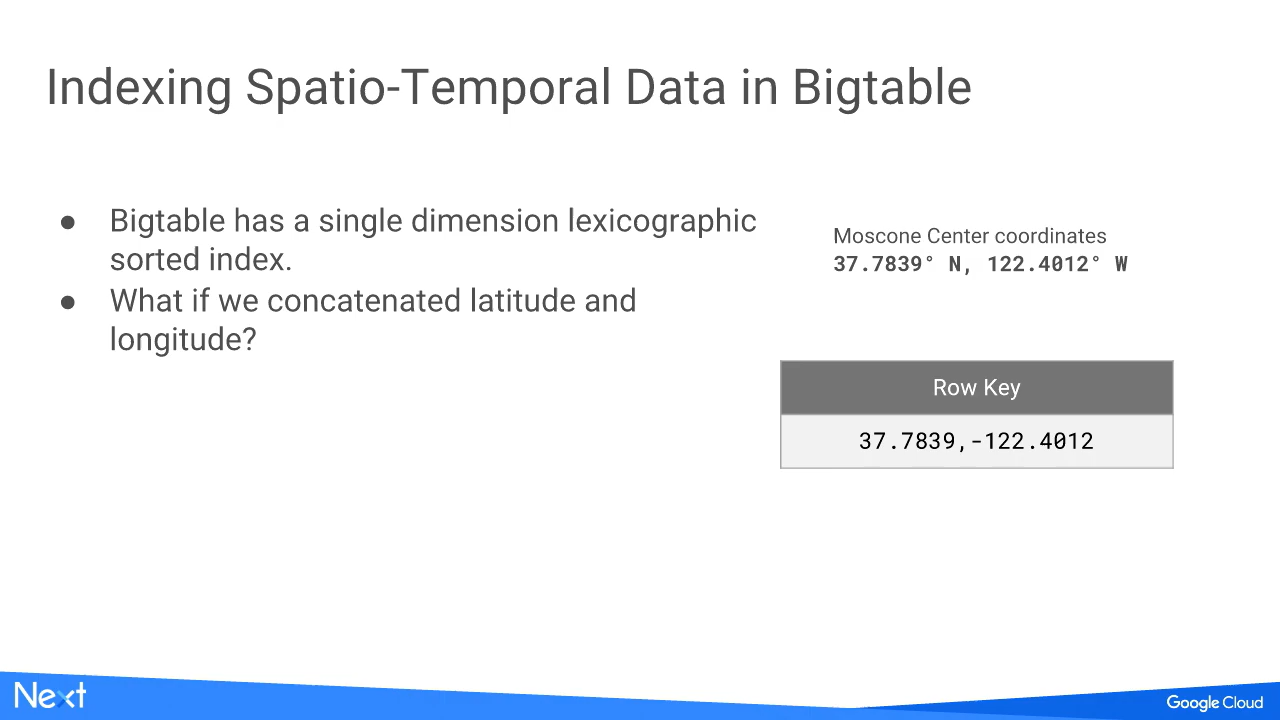 Indexing Spatio-Temporal Data in Bigtable
● Bigtable has a single dimension lexicographic
sorted index.
● What if we concatenated latitude and
longitude?
Moscone Center coordinates
37.7839° N, 122.4012° W
Row Key
37.7839,-122.4012
Next
Google Cloud